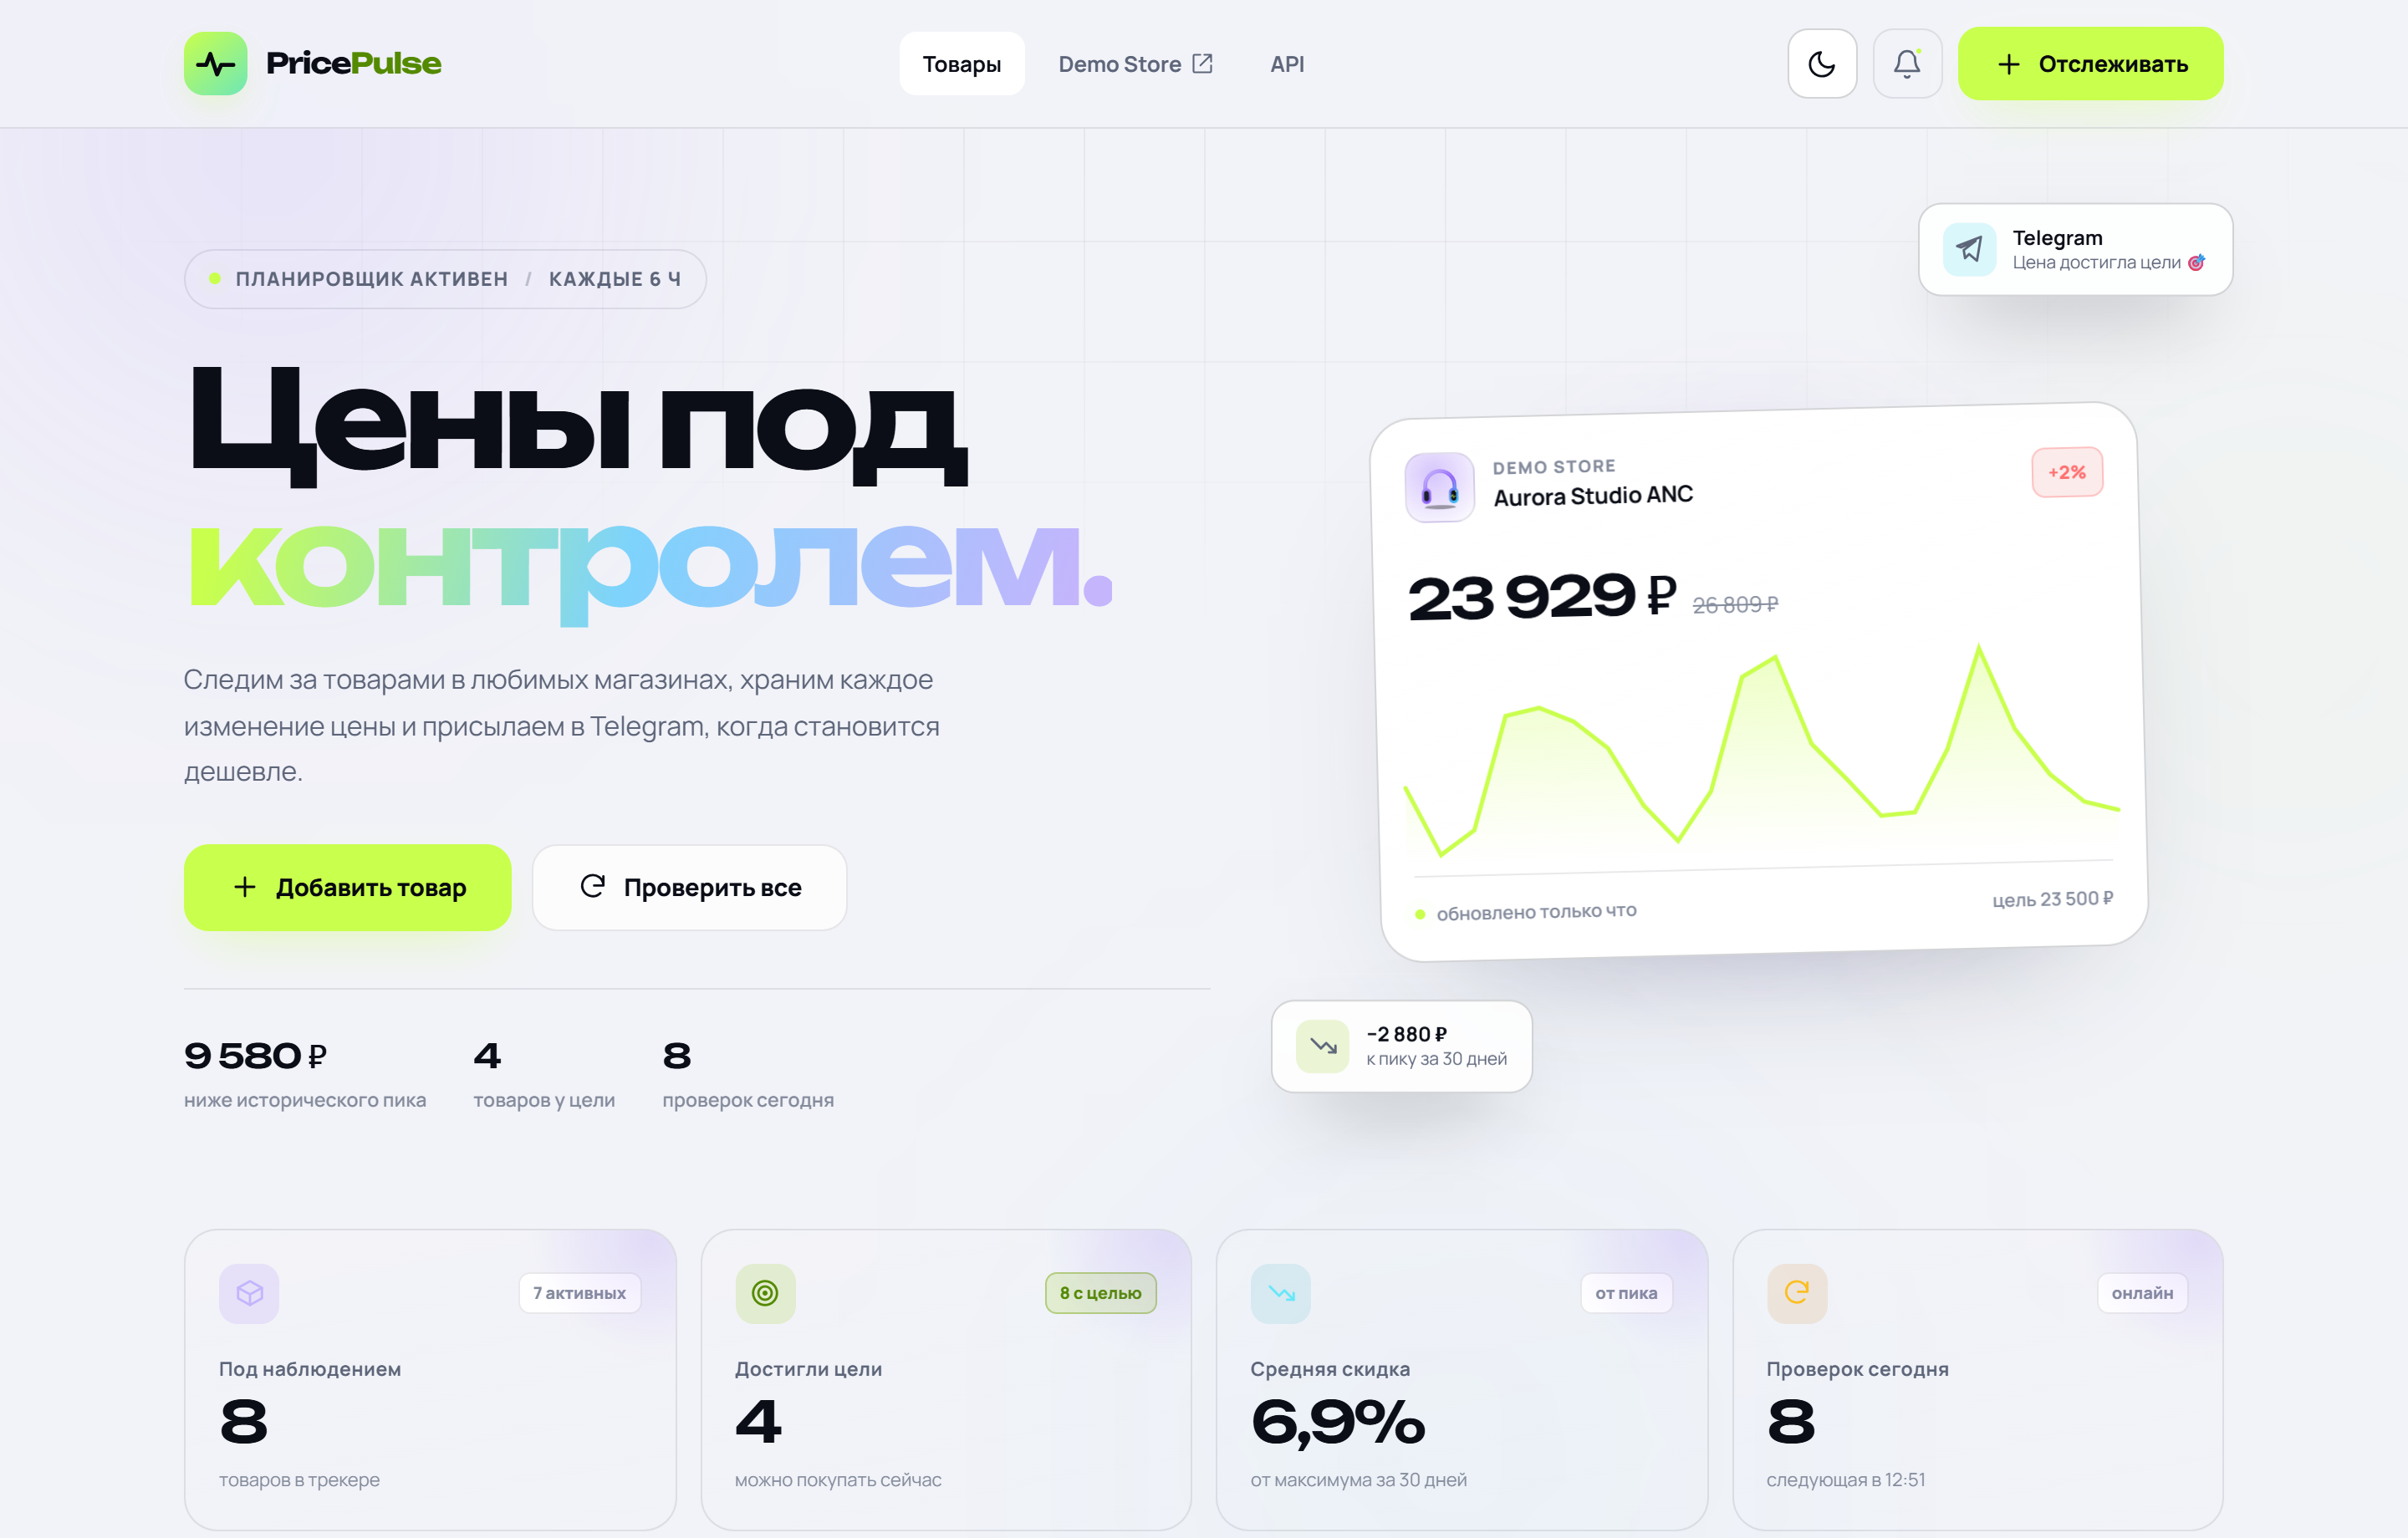 PricePulse
Товары
Demo Store
API
Отслеживать
ПЛАНИРОВЩИК АКТИВЕН / КАЖДЫЕ 6 Ч
Telegram
Цена достигла цели
Цены под
контролем.
Следим за товарами в любимых магазинах, храним каждое
изменение цены и присылаем в Telegram, когда становится
дешевле.
Добавить товар
Проверить все
DEMO STORE
Aurora Studio ANC
+2%
23 929 ₽ 26 809 ₽
обновлено только что
цель 23 500 ₽
−2 880 ₽
к пику за 30 дней
9 580 ₽
ниже исторического пика
4
товаров у цели
8
проверок сегодня
7 активных
Под наблюдением
8
товаров в трекере
8 с целью
Достигли цели
4
можно покупать сейчас
от пика
Средняя скидка
6,9%
от максимума за 30 дней
онлайн
Проверок сегодня
8
следующая в 12:51